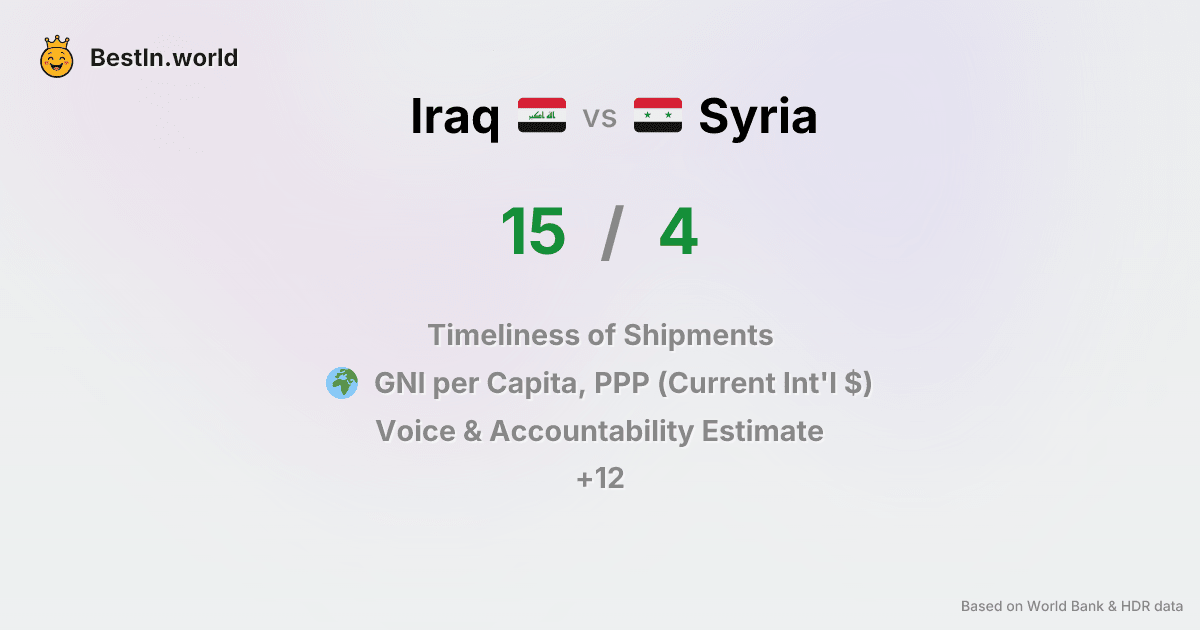 BestIn.world
Iraq vs Syria
15 / 4
Timeliness of Shipments
GNI per Capita, PPP (Current Int'l $)
Voice & Accountability Estimate
+12
Based on World Bank & HDR data